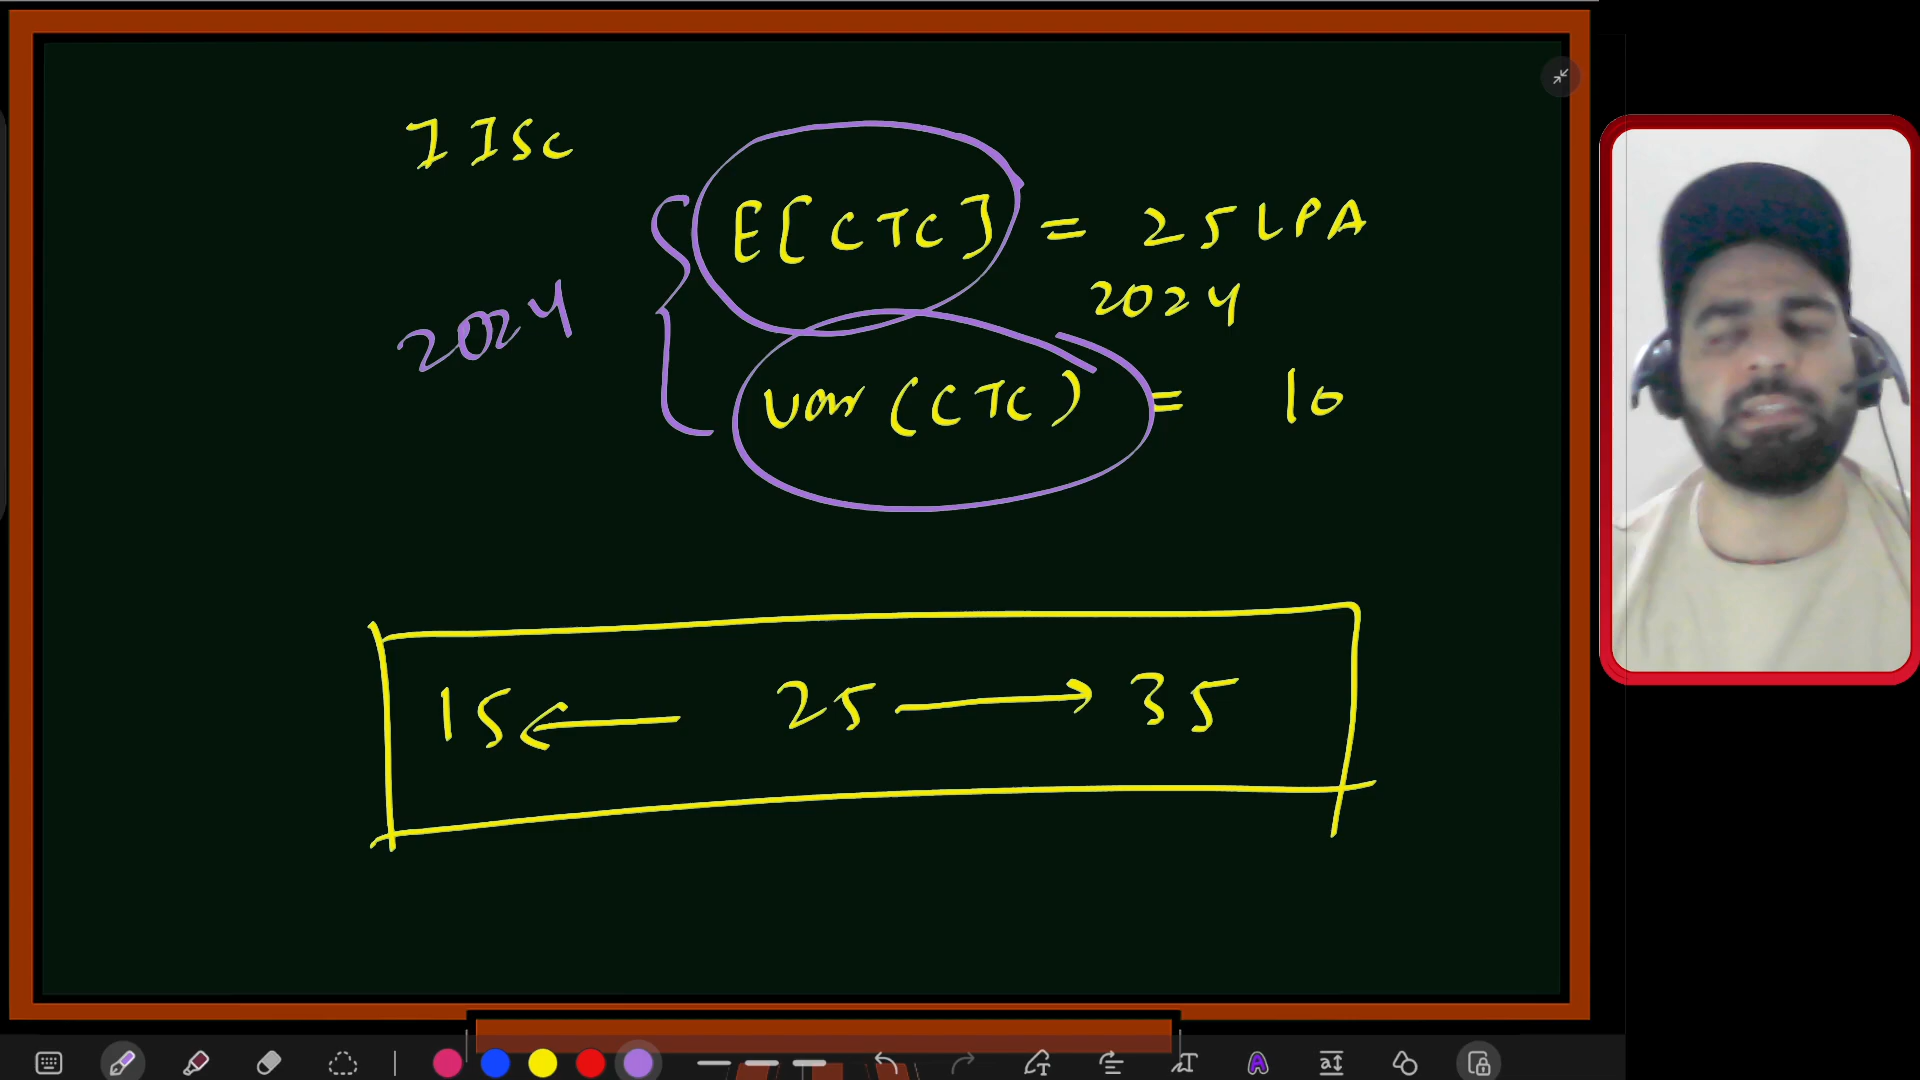 IISc
E[CTC] = 25 LPA
2024
2024
Var (CTC) = 10
15 ← 25 → 35